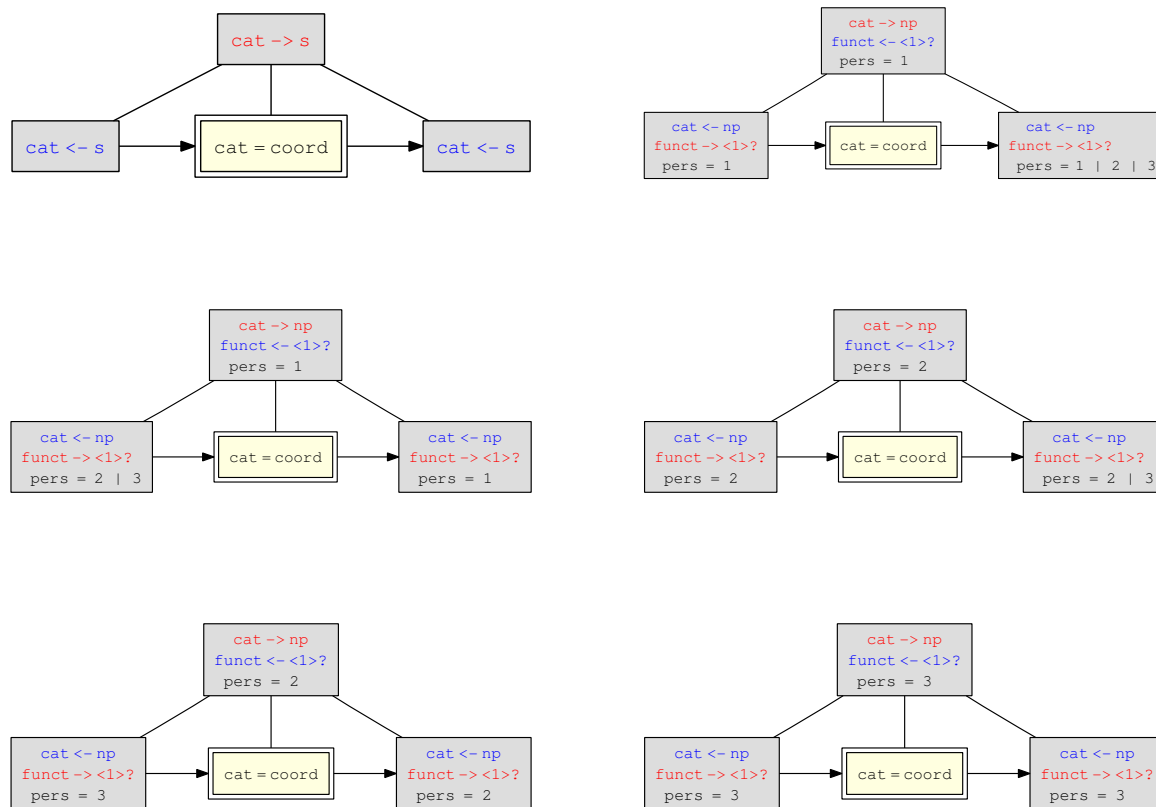 cat -> s
cat <- s
cat = coord
cat <- s
cat -> np
funct <- <1>?
pers = 1
cat <- np
funct -> <1>?
pers = 1
cat = coord
cat <- np
funct -> <1>?
pers = 1 | 2 | 3
cat -> np
funct <- <1>?
pers = 1
cat <- np
funct -> <1>?
pers = 2 | 3
cat = coord
cat <- np
funct -> <1>?
pers = 1
cat -> np
funct <- <1>?
pers = 2
cat <- np
funct -> <1>?
pers = 2
cat = coord
cat <- np
funct -> <1>?
pers = 2 | 3
cat -> np
funct <- <1>?
pers = 2
cat <- np
funct -> <1>?
pers = 3
cat = coord
cat <- np
funct -> <1>?
pers = 2
cat -> np
funct <- <1>?
pers = 3
cat <- np
funct -> <1>?
pers = 3
cat = coord
cat <- np
funct -> <1>?
pers = 3